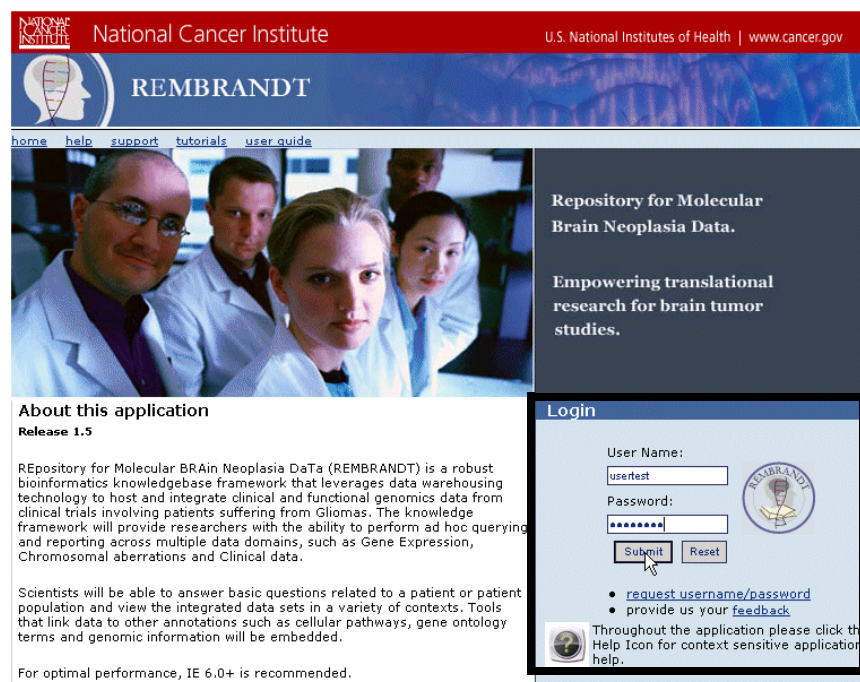 NATIONAL CANCER INSTITUTE
National Cancer Institute
U.S. National Institutes of Health | www.cancer.gov
REMBRANDT
home help support tutorials user guide
Repository for Molecular
Brain Neoplasia Data.
Empowering translational
research for brain tumor
studies.
About this application
Release 1.5
REpository for Molecular BRAin Neoplasia DaTa (REMBRANDT) is a robust
bioinformatics knowledgebase framework that leverages data warehousing
technology to host and integrate clinical and functional genomics data from
clinical trials involving patients suffering from Gliomas. The knowledge
framework will provide researchers with the ability to perform ad hoc querying
and reporting across multiple data domains, such as Gene Expression,
Chromosomal aberrations and Clinical data.
Scientists will be able to answer basic questions related to a patient or patient
population and view the integrated data sets in a variety of contexts. Tools
that link data to other annotations such as cellular pathways, gene ontology
terms and genomic information will be embedded.
For optimal performance, IE 6.0+ is recommended.
Login
User Name:
usertest
REMBRANDT
Password:
Submit Reset
• request username/password
• provide us your feedback
Throughout the application please click th
Help Icon for context sensitive application
help.